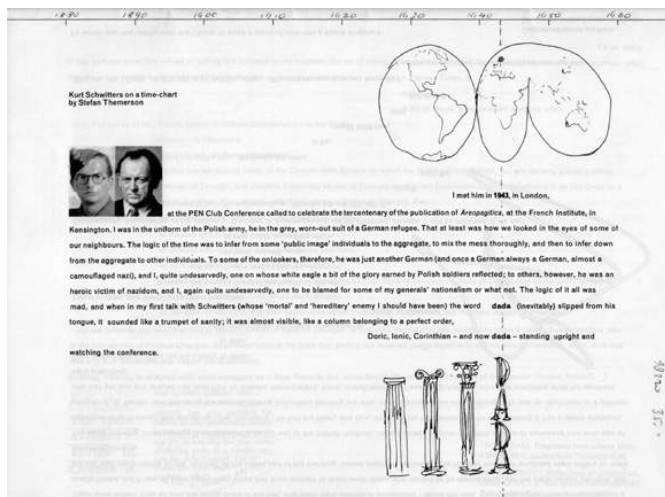 1880 1890 1900 1910 1920 1930 1940 1950 1960
Kurt Schwitters on a time-chart
by Stefan Themerson
I met him in 1943, in London,
at the PEN Club Conference called to celebrate the tercentenary of the publication of Areopagitica, at the French Institute, in
Kensington. I was in the uniform of the Polish army, he in the grey, worn-out suit of a German refugee. That at least was how we looked in the eyes of some of
our neighbours. The logic of the time was to infer from some 'public image' individuals to the aggregate, to mix the mess thoroughly, and then to infer down
from the aggregate to other individuals. To some of the onlookers, therefore, he was just another German (and once a German always a German, almost a
camouflaged nazi), and I, quite undeservedly, one on whose white eagle a bit of the glory earned by Polish soldiers reflected; to others, however, he was an
heroic victim of nazidom, and I, again quite undeservedly, one to be blamed for some of my generals' nationalism or what not. The logic of it all was
mad, and when in my first talk with Schwitters (whose 'mortal' and 'hereditary' enemy I should have been) the word dada (inevitably) slipped from his
tongue, it sounded like a trumpet of sanity; it was almost visible, like a column belonging to a perfect order,
Doric, Ionic, Corinthian – and now dada – standing upright and
watching the conference.